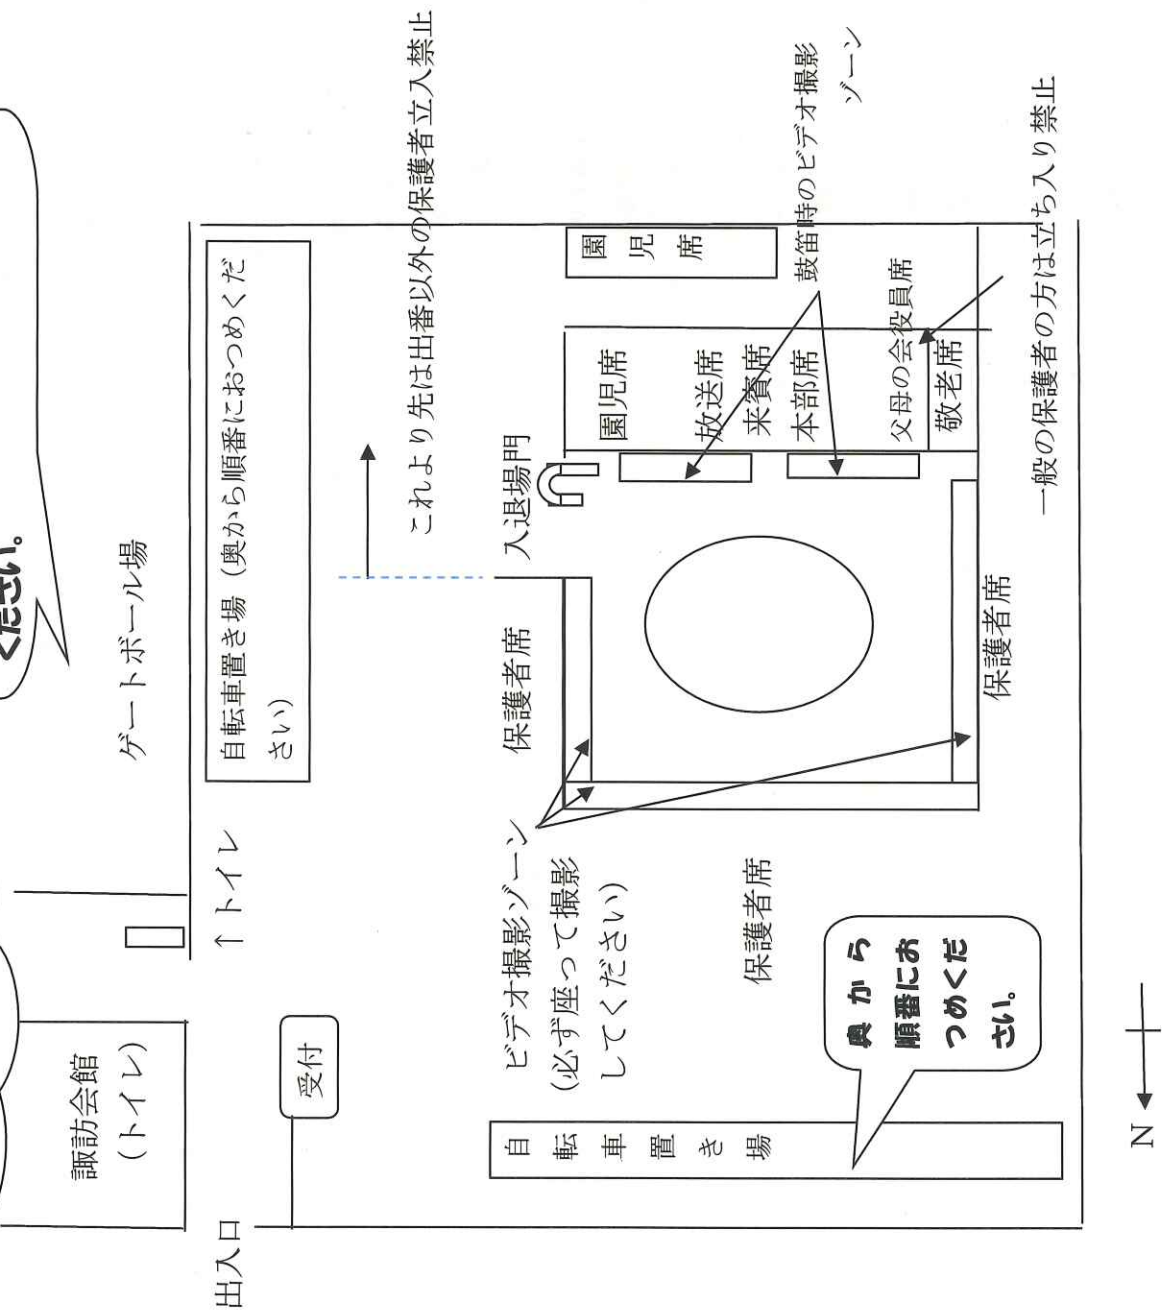 ください。
ゲートボール場
諏訪会館
(トイレ)
↑トイレ
出入口
自転車置き場（奥から順番におつめくだ
さい）
受付
これより先は出番以外の保護者立入禁止
入退場門
保護者席
ビデオ撮影ゾーン
(必ず座って撮影
してください)
園児席
園児席
放送席
来賓席
本部席
父母の会役員席
敬老席
鼓笛時のビデオ撮影
ゾーン
保護者席
保護者席
自転車置き場
奥から
順番にお
つめくだ
さい。
一般の保護者の方は立ち入り禁止
N